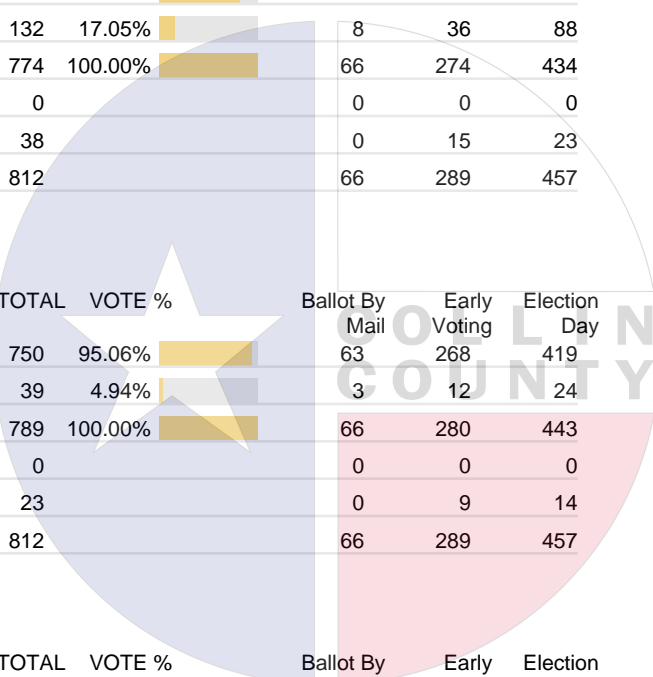 132 17.05% 8 36 88
774 100.00% 66 274 434
0 0 0 0
38 0 15 23
812 66 289 457
TOTAL VOTE % Ballot By Early Election
Mail Voting Day
COLLIN
750 95.06% 63 268 419
COUNTY
39 4.94% 3 12 24
789 100.00% 66 280 443
0 0 0 0
23 0 9 14
812 66 289 457
TOTAL VOTE % Ballot By Early Election